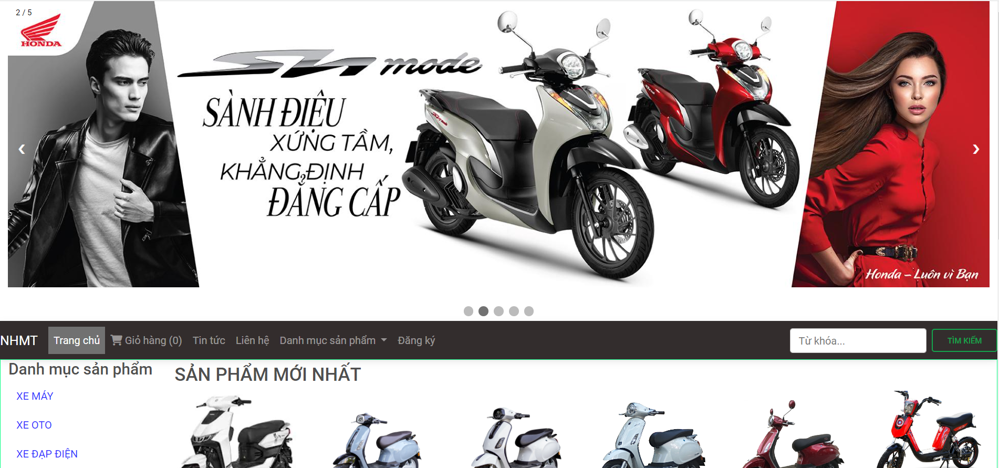 2 / 5
HONDA
SH mode
SÀNH ĐIỆU
XỨNG TẦM,
KHẲNG ĐỊNH
ĐẲNG CẤP
Honda – Luôn vì Bạn
NHMT Trang chủ Giỏ hàng (0) Tin tức Liên hệ Danh mục sản phẩm Đăng ký Từ khóa... TÌM KIẾM
Danh mục sản phẩm
XE MÁY
XE OTO
XE ĐẠP ĐIỆN
SẢN PHẨM MỚI NHẤT